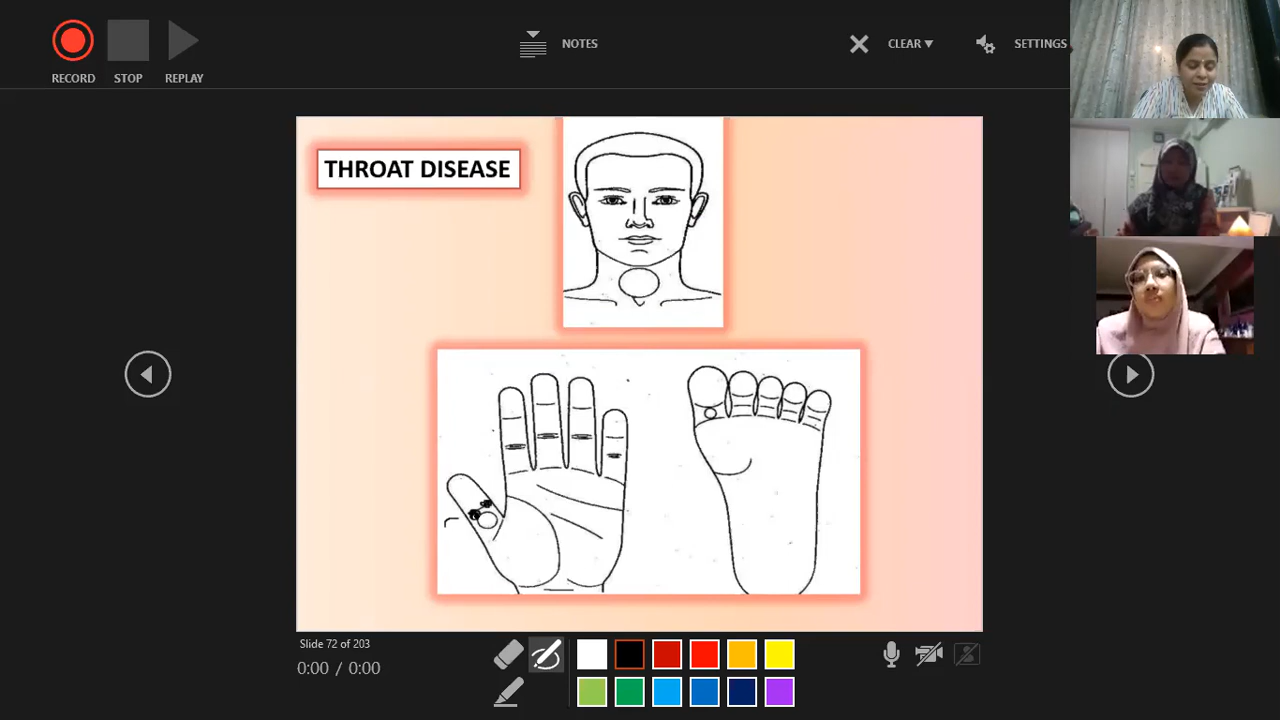 NOTES
CLEAR
SETTINGS
RECORD
STOP
REPLAY
THROAT DISEASE
Slide 72 of 203
0:00 / 0:00